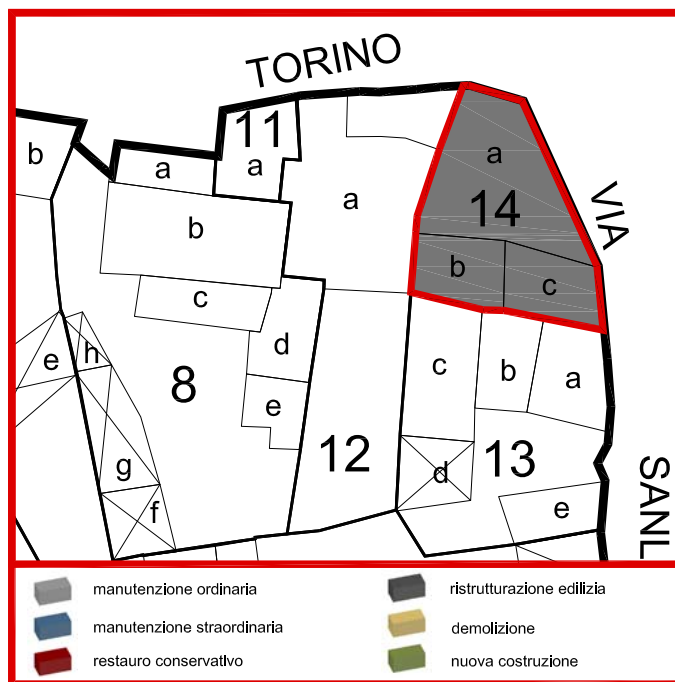 TORINO
VIA
SANL
11
a
a
b
a
b
c
a
14
a
b
c
d
e
8
e
h
g
f
12
c
b
a
d
13
e
manutenzione ordinaria
ristrutturazione edilizia
manutenzione straordinaria
demolizione
restauro conservativo
nuova costruzione